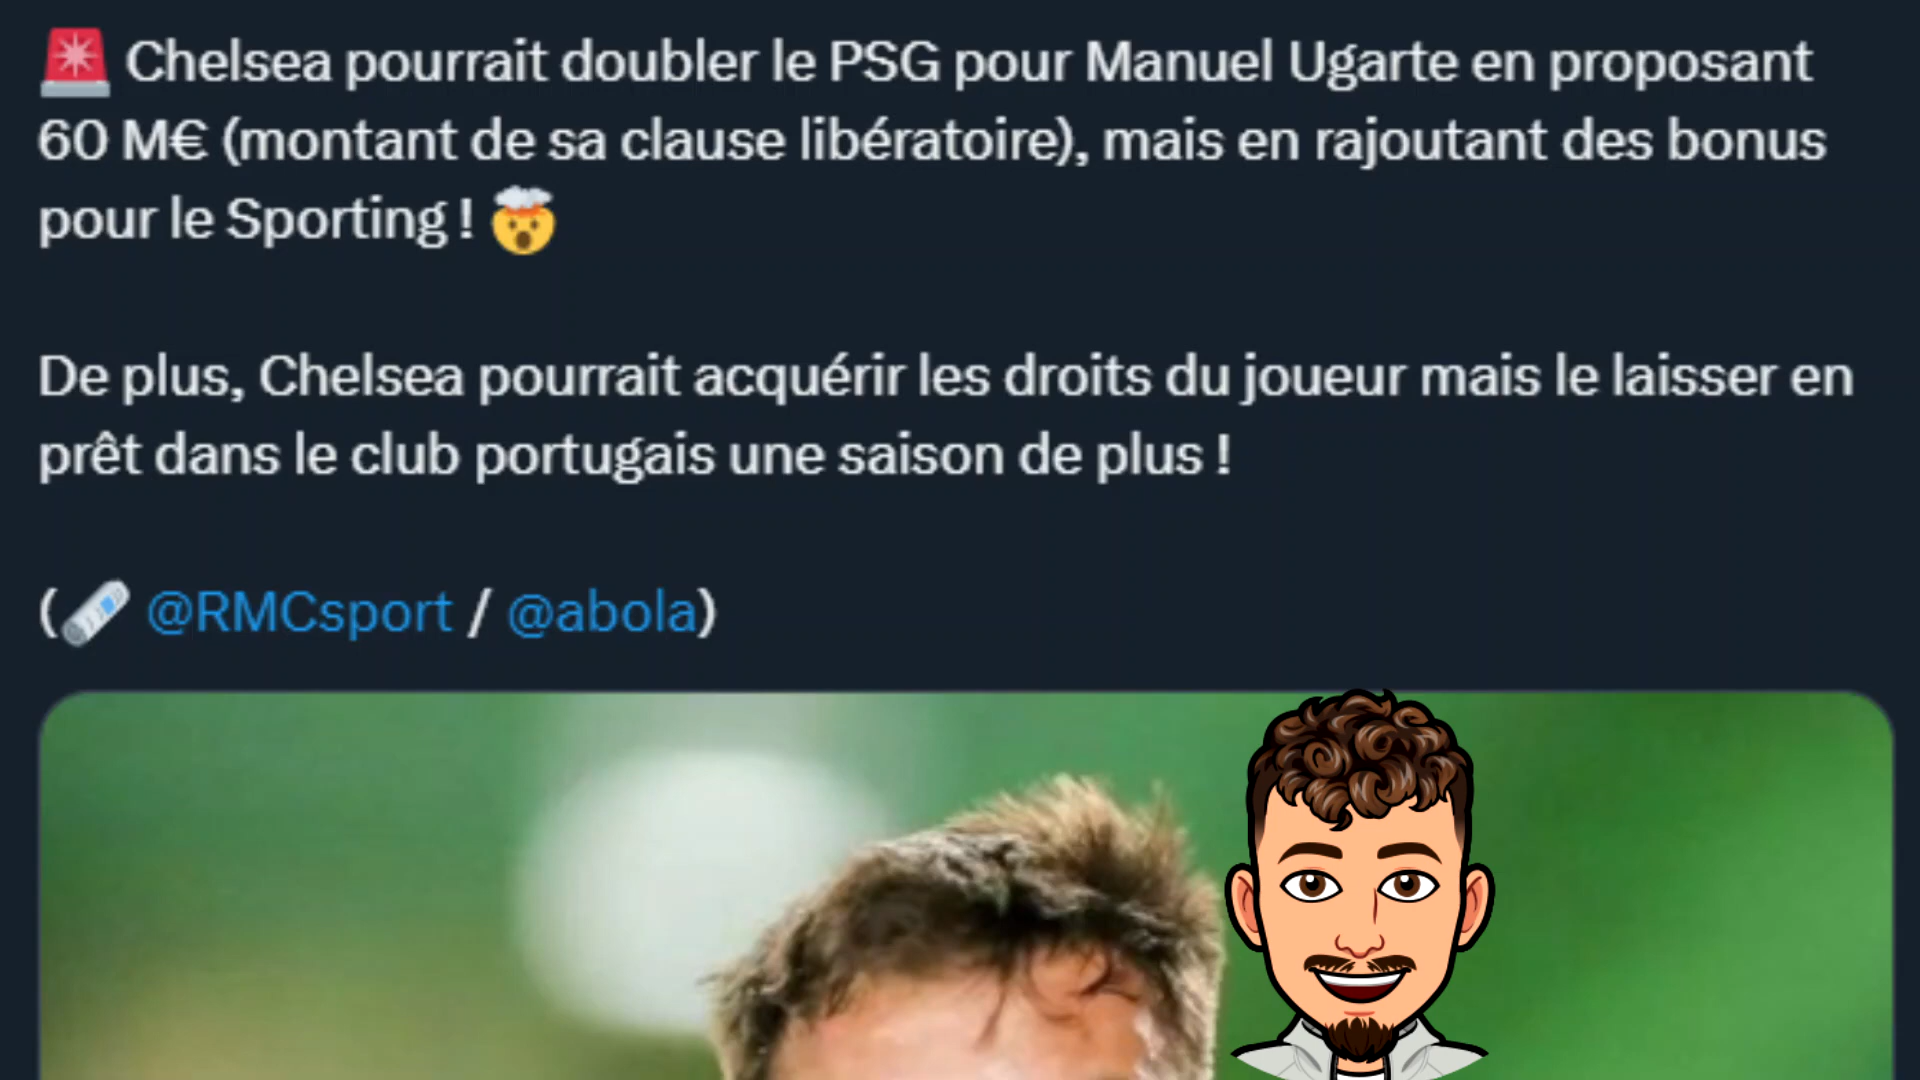 🚨 Chelsea pourrait doubler le PSG pour Manuel Ugarte en proposant
60 M€ (montant de sa clause libératoire), mais en rajoutant des bonus
pour le Sporting ! 🤯
De plus, Chelsea pourrait acquérir les droits du joueur mais le laisser en
prêt dans le club portugais une saison de plus !
(🗞️ @RMCsport / @abola)